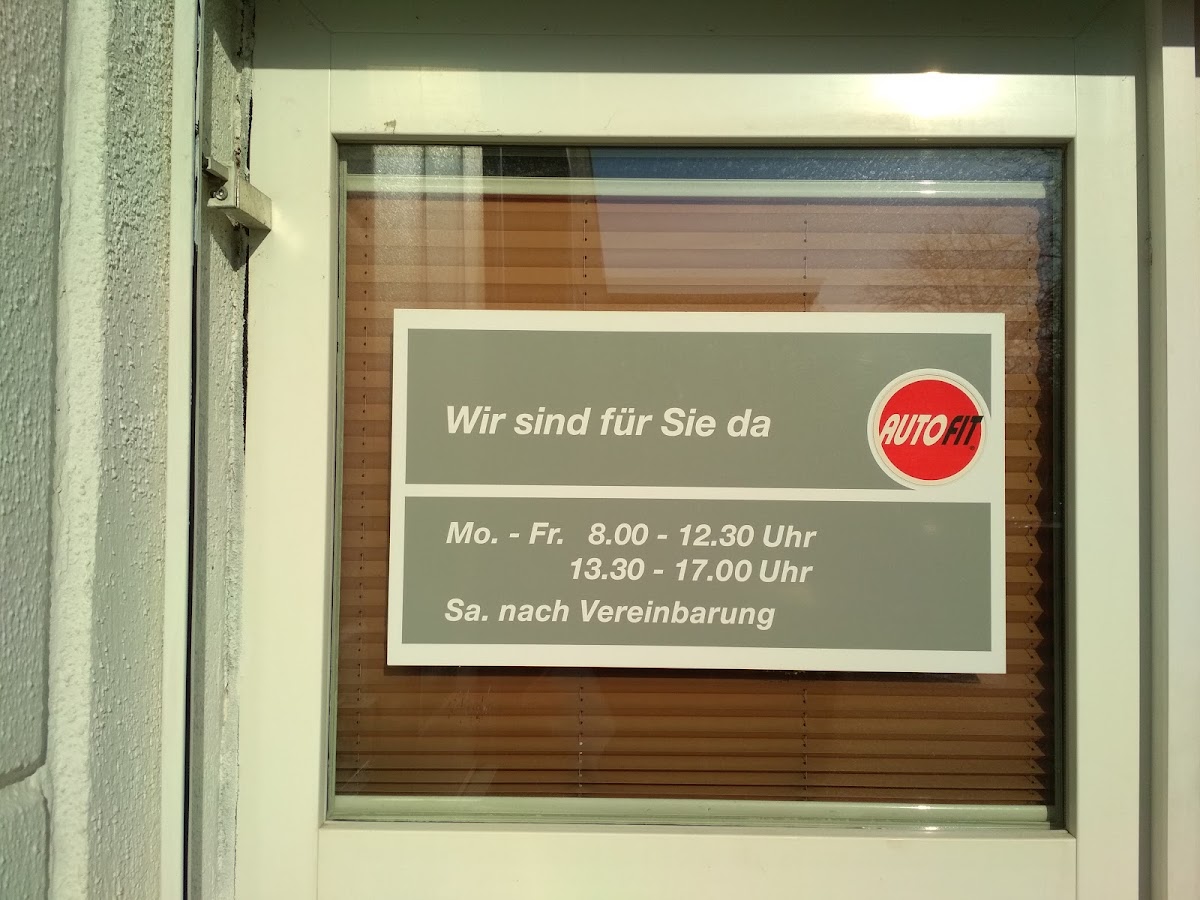 Wir sind für Sie da
AUTOFIT
Mo. - Fr. 8.00 - 12.30 Uhr
13.30 - 17.00 Uhr
Sa. nach Vereinbarung